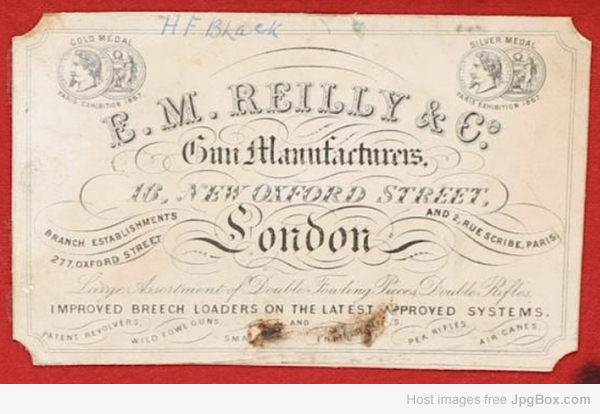 H F Black
GOLD MEDAL
PARIS EXHIBITION 1867
SILVER MEDAL
PARIS EXHIBITION 1867
E. M. REILLY & Co.
Gun Manufacturers,
16, NEW OXFORD STREET,
London
BRANCH ESTABLISHMENTS
277, OXFORD STREET
AND 2, RUE SCRIBE, PARIS
Large Assortment of Double Fowling Pieces, Double Rifles,
IMPROVED BREECH LOADERS ON THE LATEST APPROVED SYSTEMS.
PATENT REVOLVERS, WILD FOWL GUNS, AND PEA RIFLES, AIR CANES,
Host images free JpgBox.com